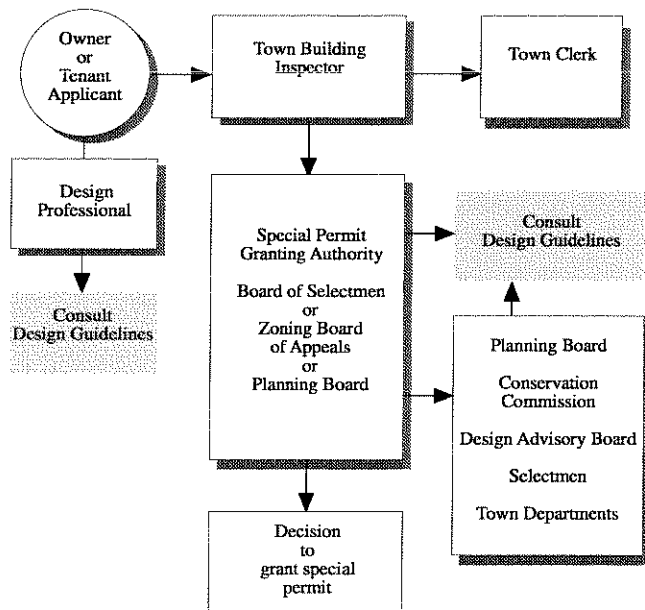 Owner
or
Tenant
Applicant
Town Building
Inspector
Town Clerk
Design
Professional
Consult
Design Guidelines
Special Permit
Granting Authority
Board of Selectmen
or
Zoning Board
of Appeals
or
Planning Board
Consult
Design Guidelines
Planning Board
Conservation
Commission
Design Advisory Board
Selectmen
Town Departments
Decision
to
grant special
permit